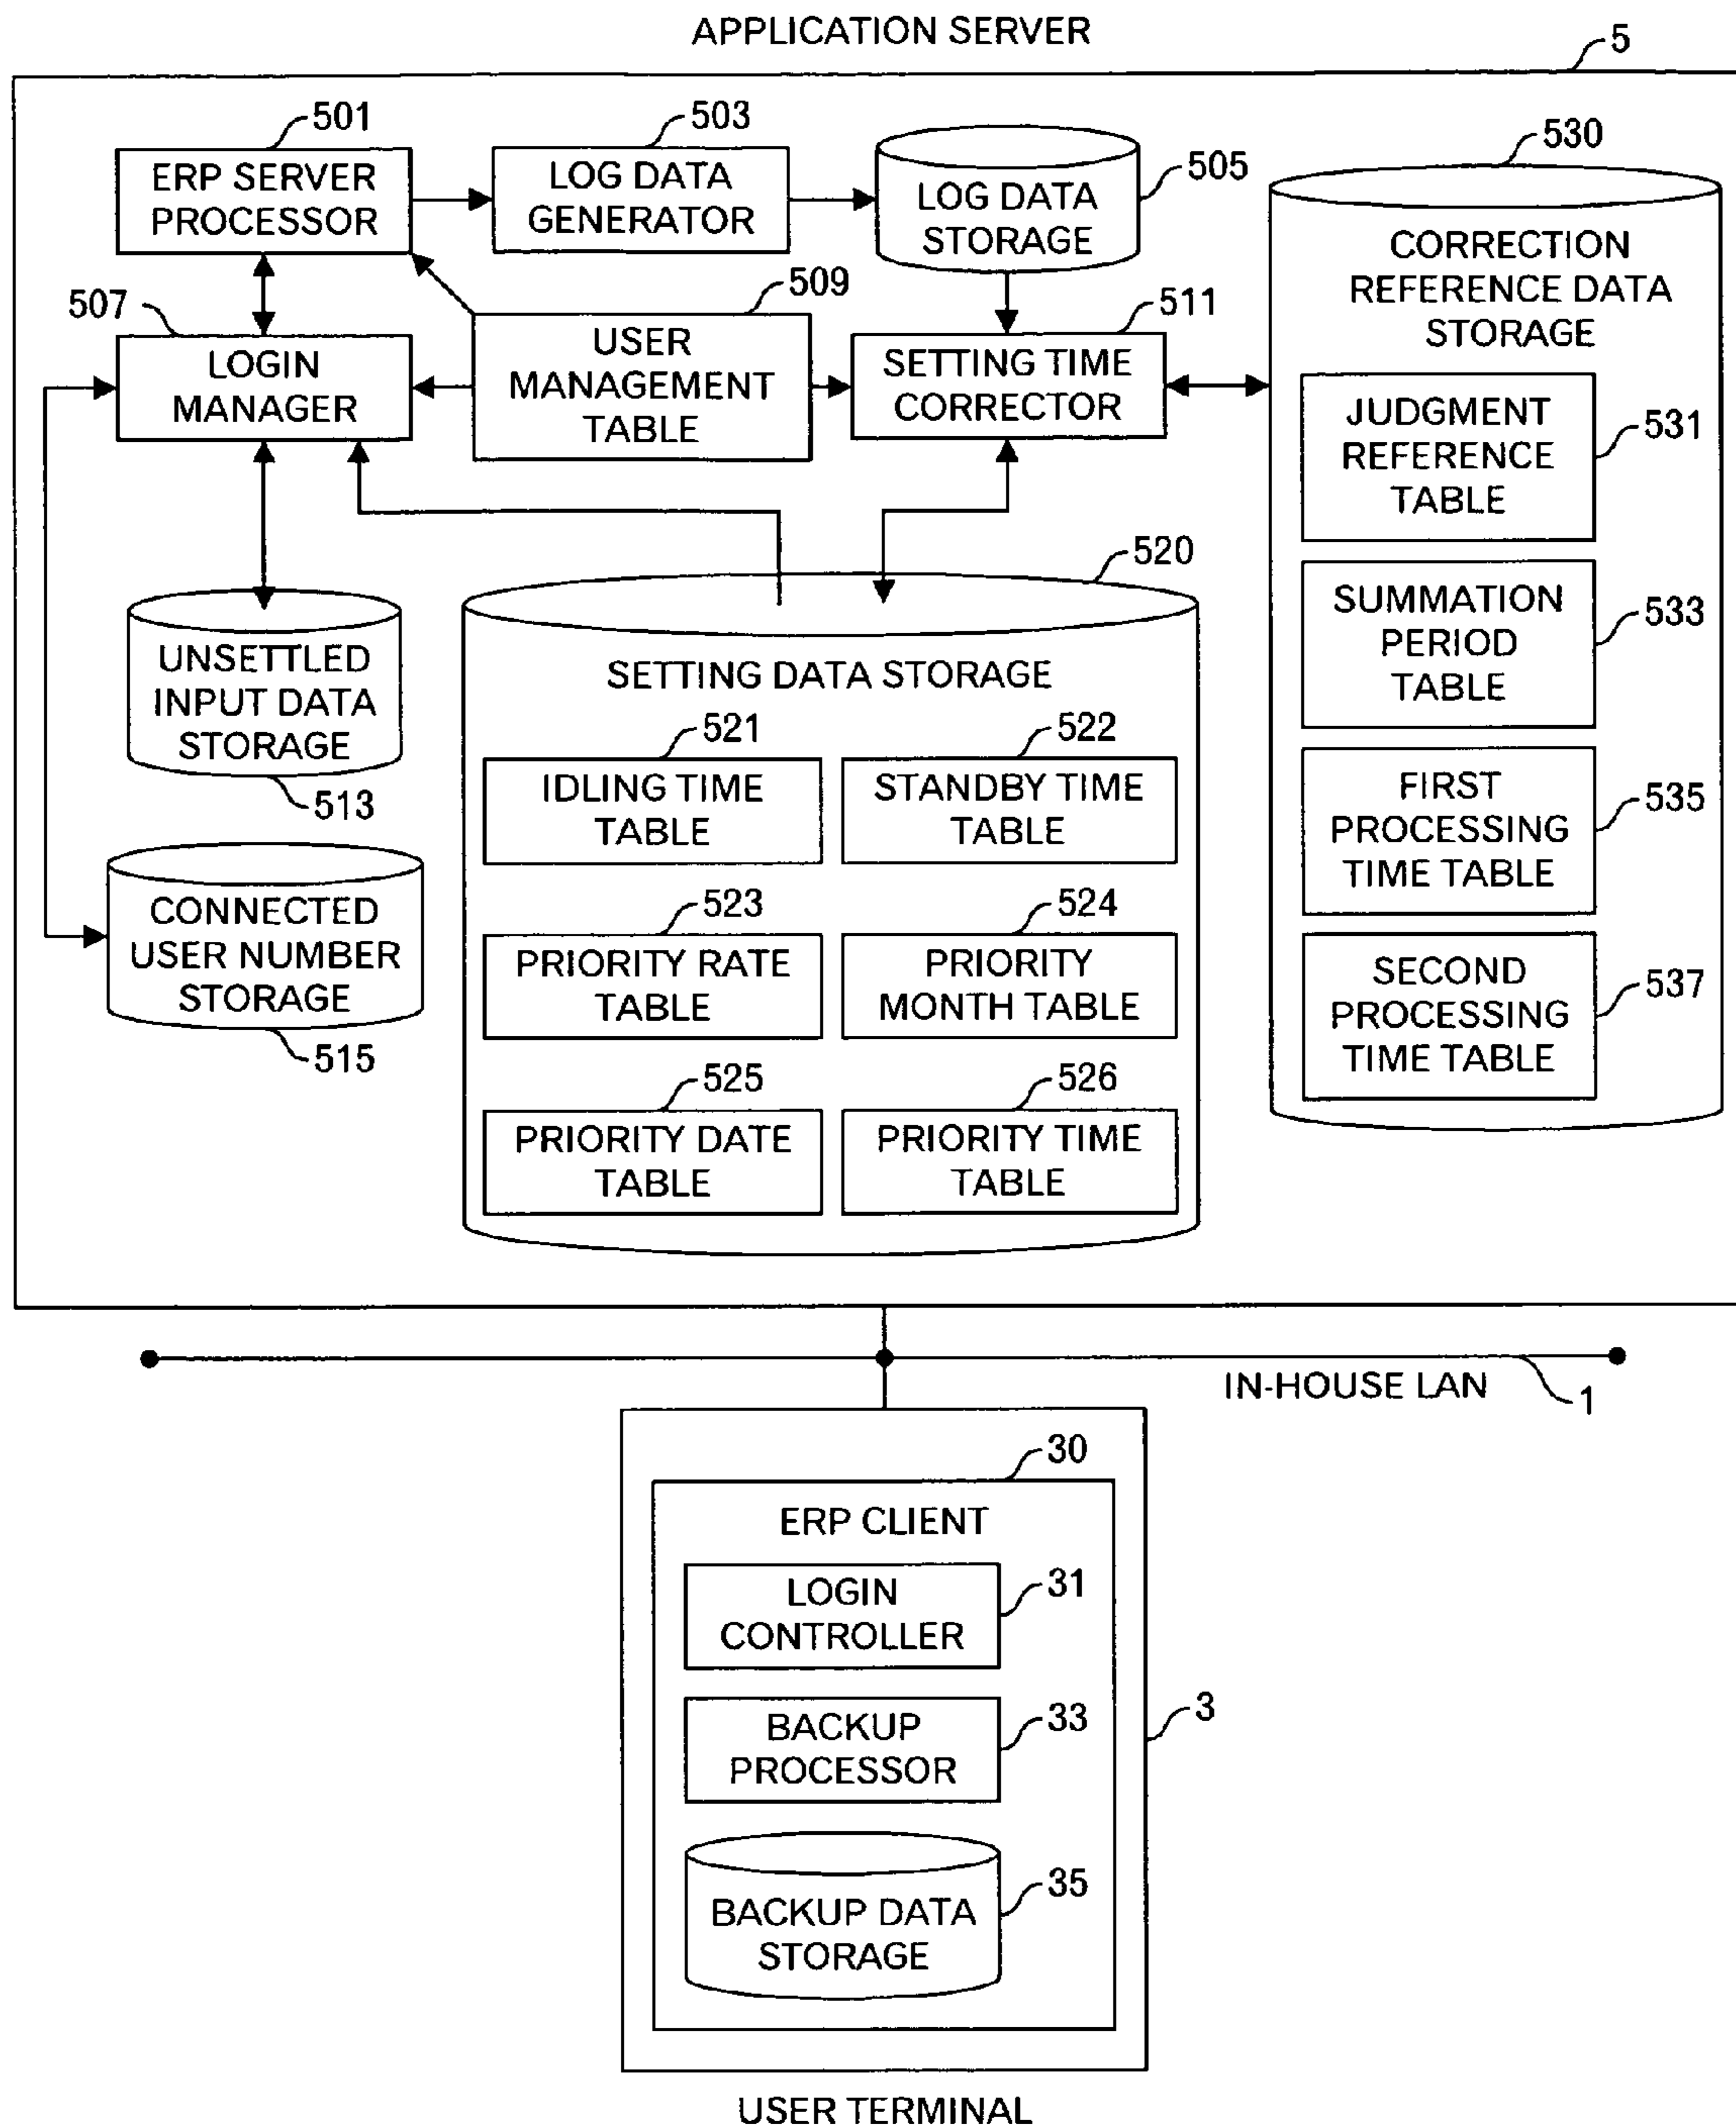 APPLICATION SERVER
5
501
ERP SERVER
PROCESSOR
503
LOG DATA
GENERATOR
LOG DATA
STORAGE
505
530
CORRECTION
REFERENCE DATA
STORAGE
507
LOGIN
MANAGER
509
USER
MANAGEMENT
TABLE
511
SETTING TIME
CORRECTOR
JUDGMENT
REFERENCE
TABLE
531
SUMMATION
PERIOD
TABLE
533
FIRST
PROCESSING
TIME TABLE
535
SECOND
PROCESSING
TIME TABLE
537
UNSETTLED
INPUT DATA
STORAGE
513
CONNECTED
USER NUMBER
STORAGE
515
520
SETTING DATA STORAGE
521
IDLING TIME
TABLE
522
STANDBY TIME
TABLE
523
PRIORITY RATE
TABLE
524
PRIORITY
MONTH TABLE
525
PRIORITY DATE
TABLE
526
PRIORITY TIME
TABLE
IN-HOUSE LAN
1
30
ERP CLIENT
LOGIN
CONTROLLER
31
BACKUP
PROCESSOR
33
3
BACKUP DATA
STORAGE
35
USER TERMINAL